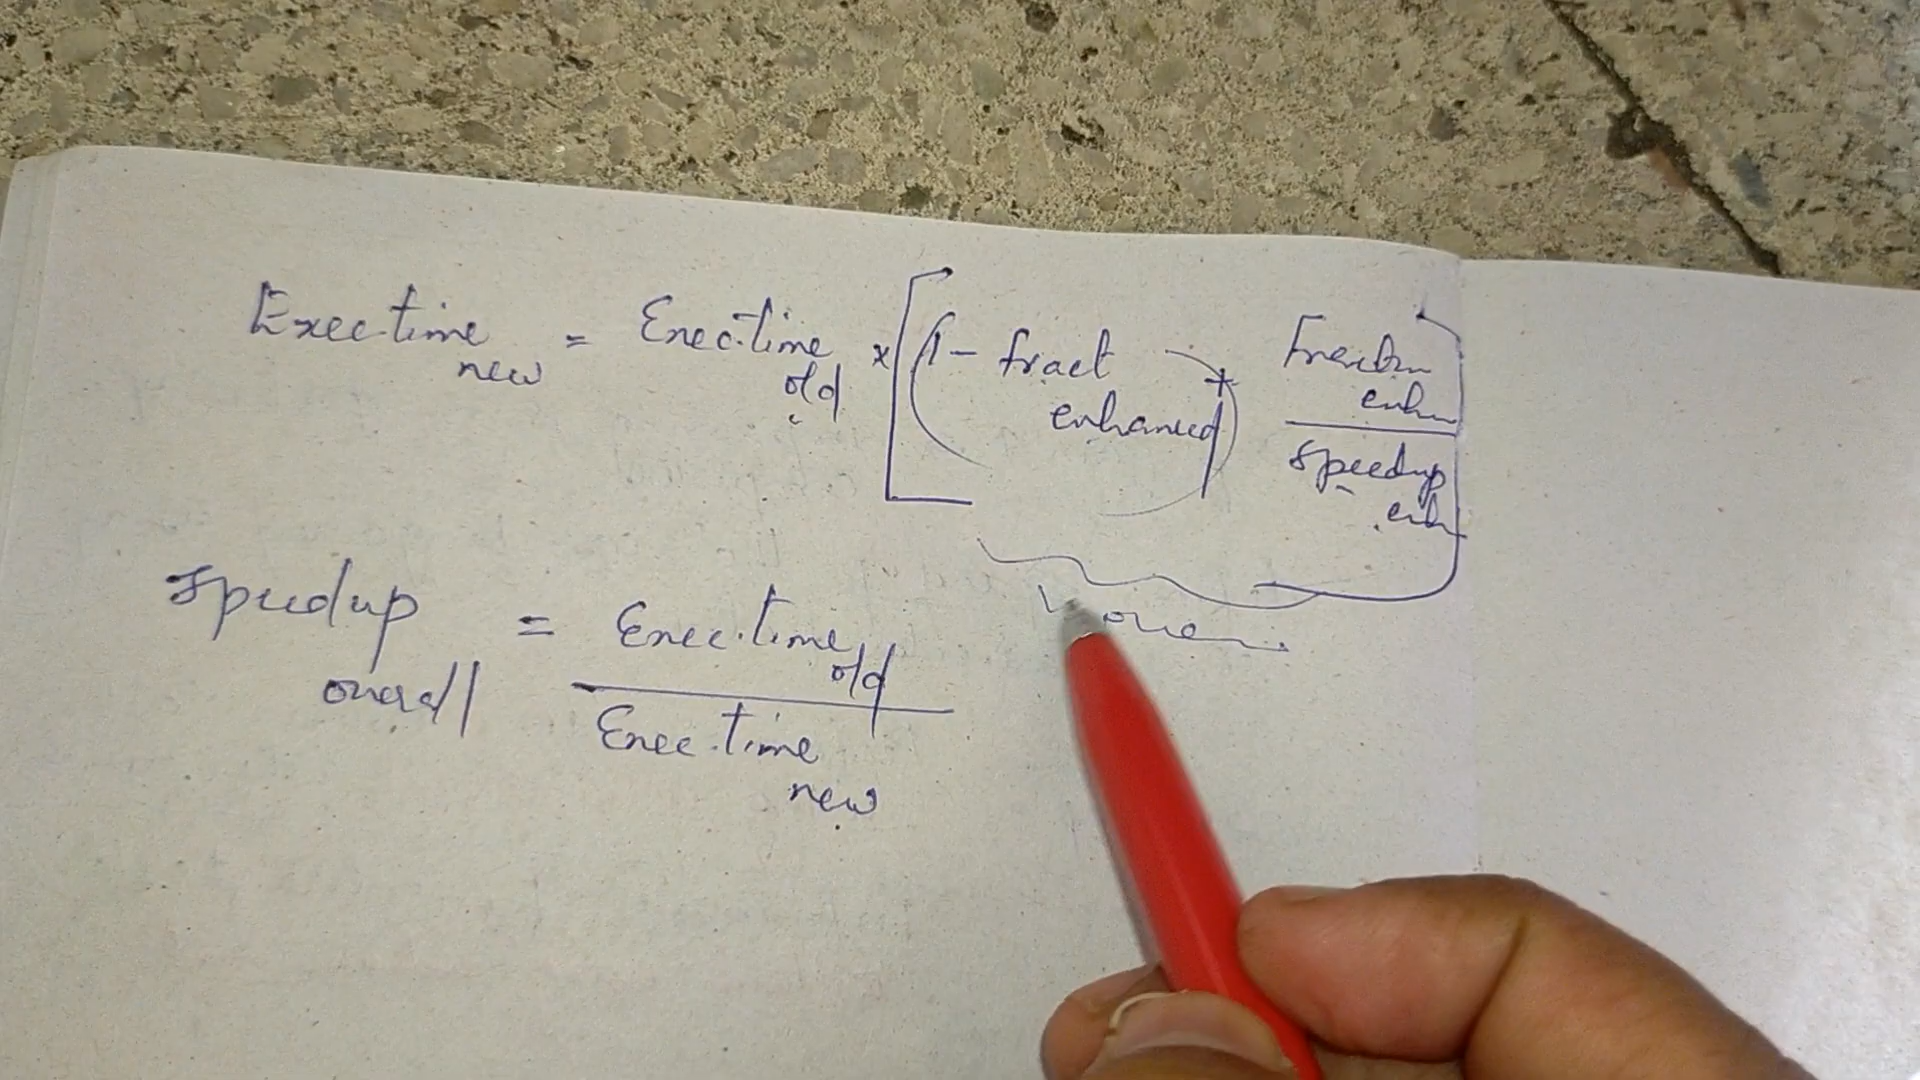 Exec.time new = Exec.time old × [(1 - fract enhanced) + Fraction enh / speedup enh]
speedup overall = Exec.time old / Exec.time new